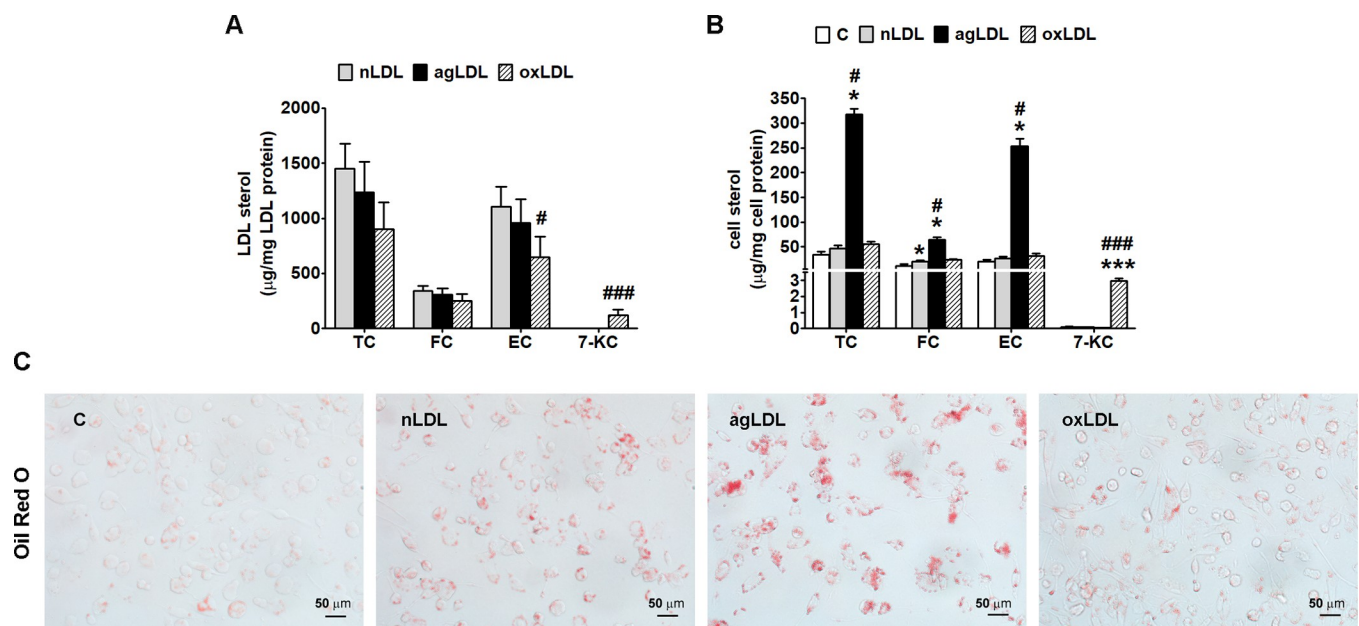 A
nLDL agLDL oxLDL
LDL sterol
(μg/mg LDL protein)
2000
1500
1000
500
0
#
###
TC FC EC 7-KC
B
C nLDL agLDL oxLDL
cell sterol
(μg/mg cell protein)
350
300
250
200
150
100
50
3
2
1
0
#
*
#
*
*
#
*
###
***
TC FC EC 7-KC
C
Oil Red O
C
50 μm
nLDL
50 μm
agLDL
50 μm
oxLDL
50 μm